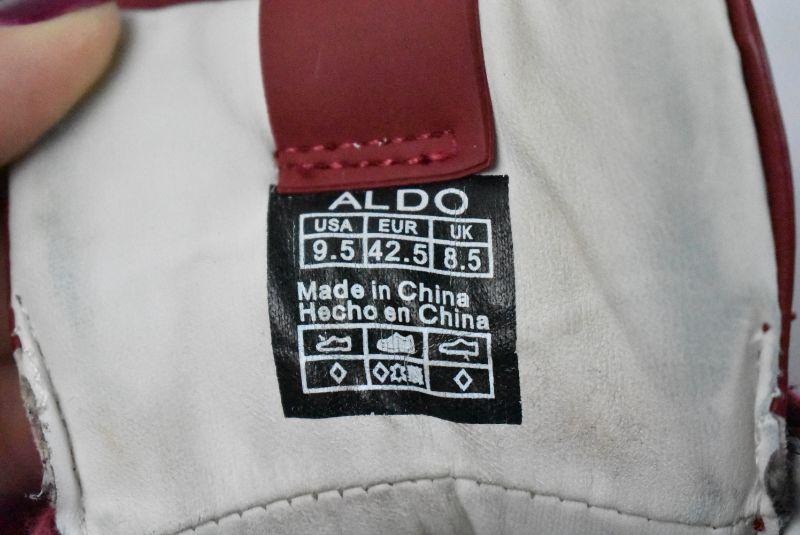 ALDO
USA EUR UK
9.5 42.5 8.5
Made in China
Hecho en China